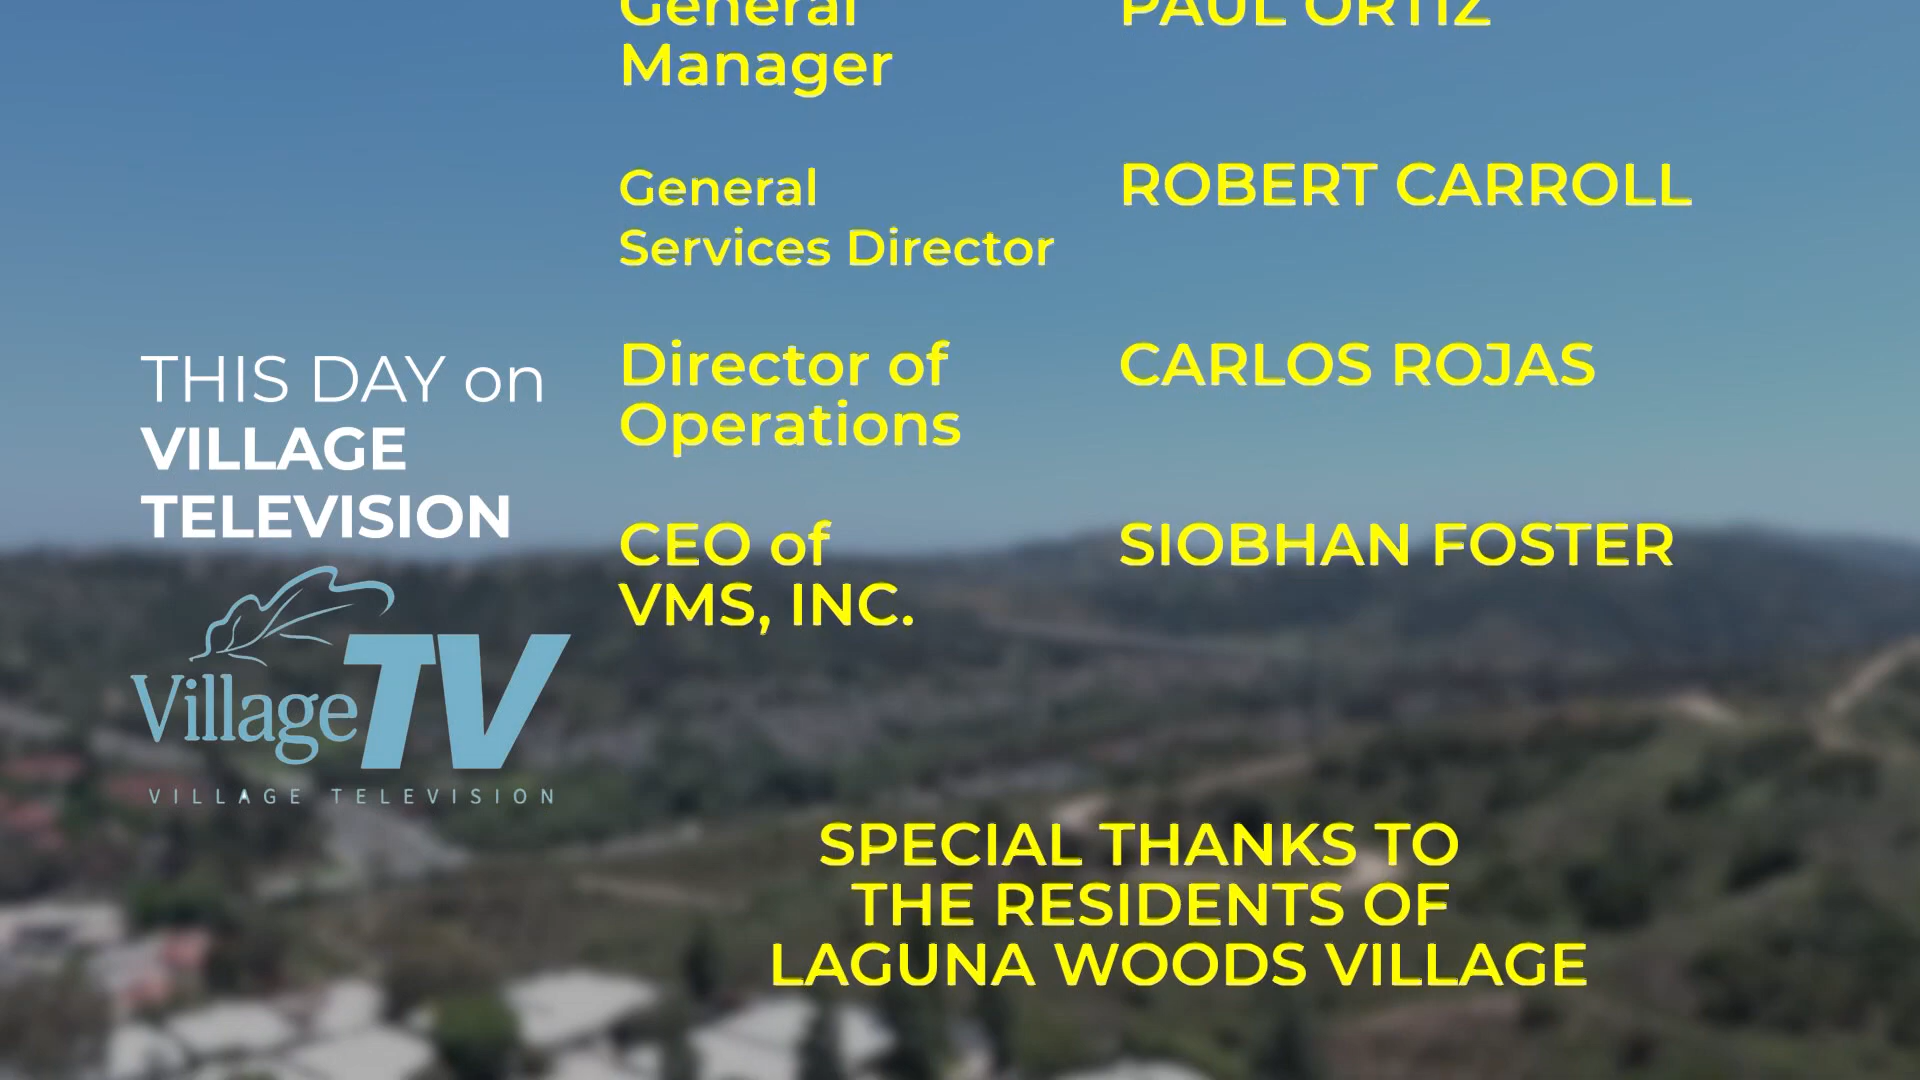 General
Manager
PAUL ORTIZ
General
Services Director
ROBERT CARROLL
Director of
Operations
CARLOS ROJAS
CEO of
VMS, INC.
SIOBHAN FOSTER
THIS DAY on
VILLAGE
TELEVISION
Village TV
VILLAGE TELEVISION
SPECIAL THANKS TO
THE RESIDENTS OF
LAGUNA WOODS VILLAGE